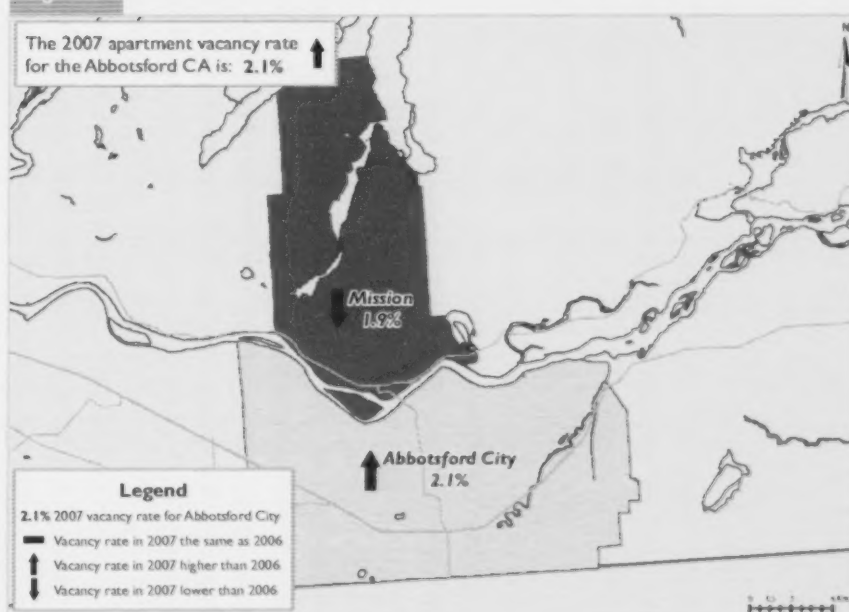 The 2007 apartment vacancy rate
for the Abbotsford CA is: 2.1%
N
Mission
1.9%
Abbotsford City
2.1%
Legend
2.1% 2007 vacancy rate for Abbotsford City
Vacancy rate in 2007 the same as 2006
Vacancy rate in 2007 higher than 2006
Vacancy rate in 2007 lower than 2006